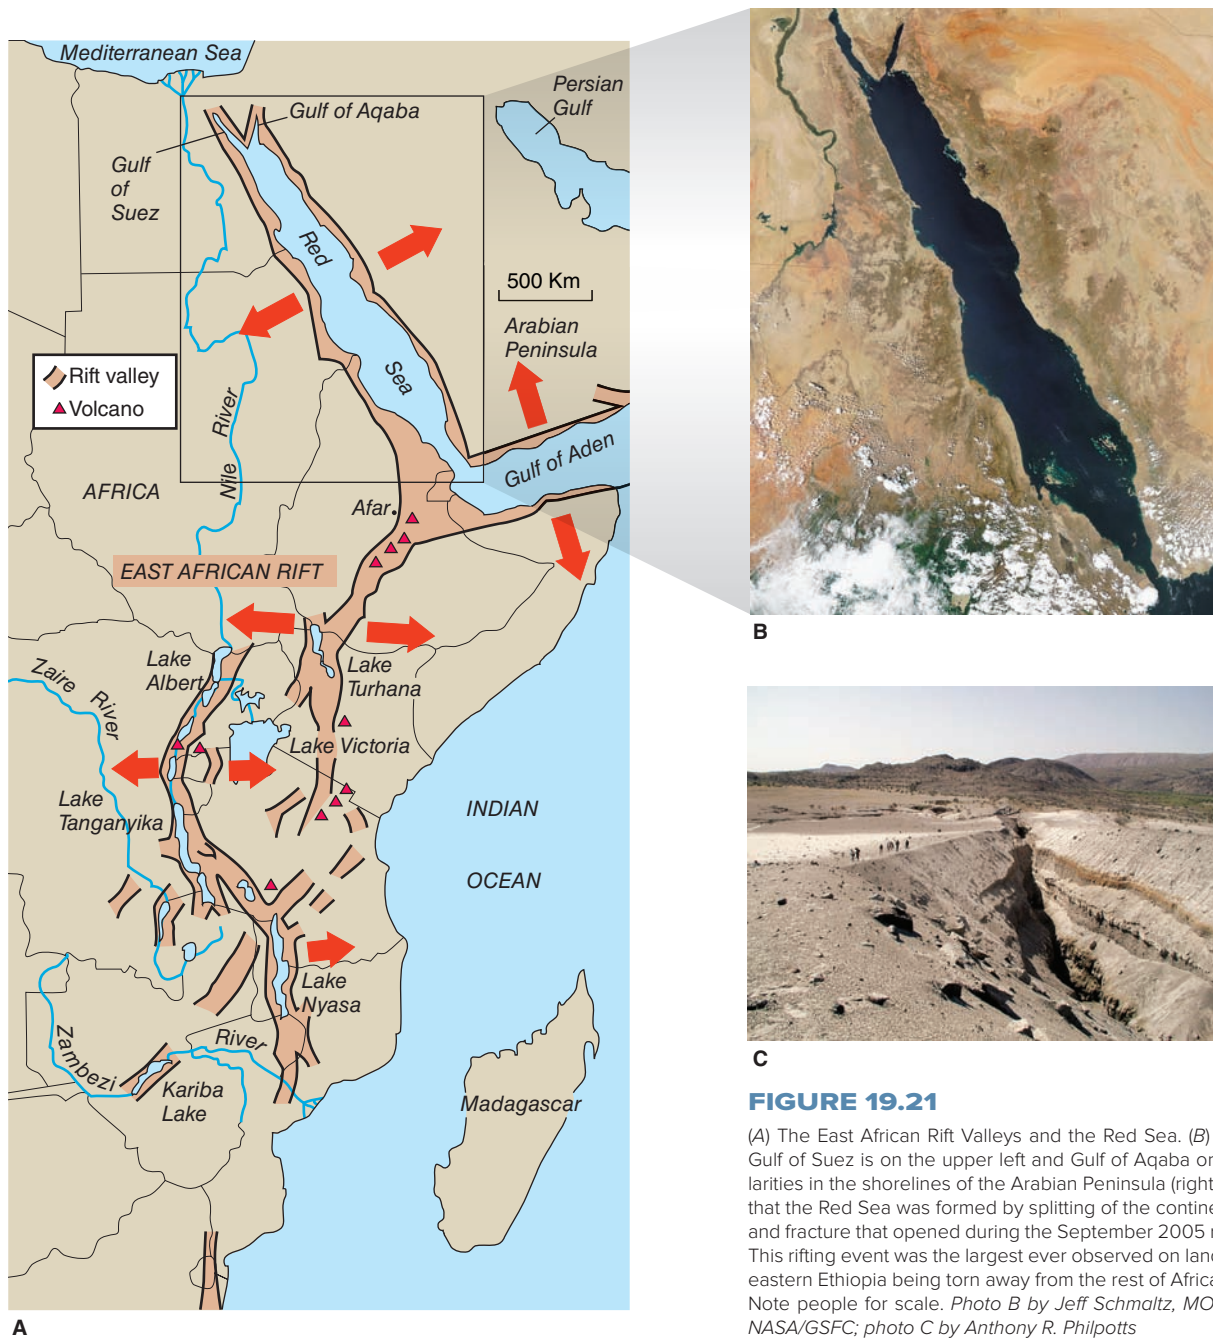 Mediterranean Sea
Gulf of Aqaba
Persian
Gulf
Gulf
of
Suez
Red
Sea
500 Km
Arabian
Peninsula
Rift valley
Volcano
Nile River
AFRICA
Gulf of Aden
Afar
EAST AFRICAN RIFT
Lake
Albert
Lake
Turhana
Zaire River
Lake Victoria
Lake
Tanganyika
INDIAN
OCEAN
Lake
Nyasa
Zambezi River
Kariba
Lake
Madagascar
A
B
C
FIGURE 19.21
(A) The East African Rift Valleys and the Red Sea. (B)
Gulf of Suez is on the upper left and Gulf of Aqaba
larities in the shorelines of the Arabian Peninsula (right
that the Red Sea was formed by splitting of the
and fracture that opened during the September 2005
This rifting event was the largest ever observed on
eastern Ethiopia being torn away from the rest of
Note people for scale. Photo B by Jeff Schmaltz,
NASA/GSFC; photo C by Anthony R. Philpotts